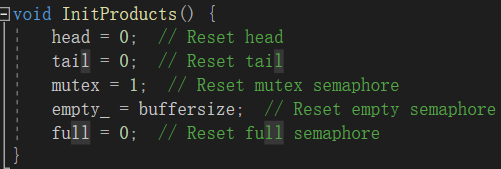 void InitProducts() {
head = 0;  // Reset head
tail = 0;  // Reset tail
mutex = 1;  // Reset mutex semaphore
empty_ = buffersize;  // Reset empty semaphore
full = 0;  // Reset full semaphore
}